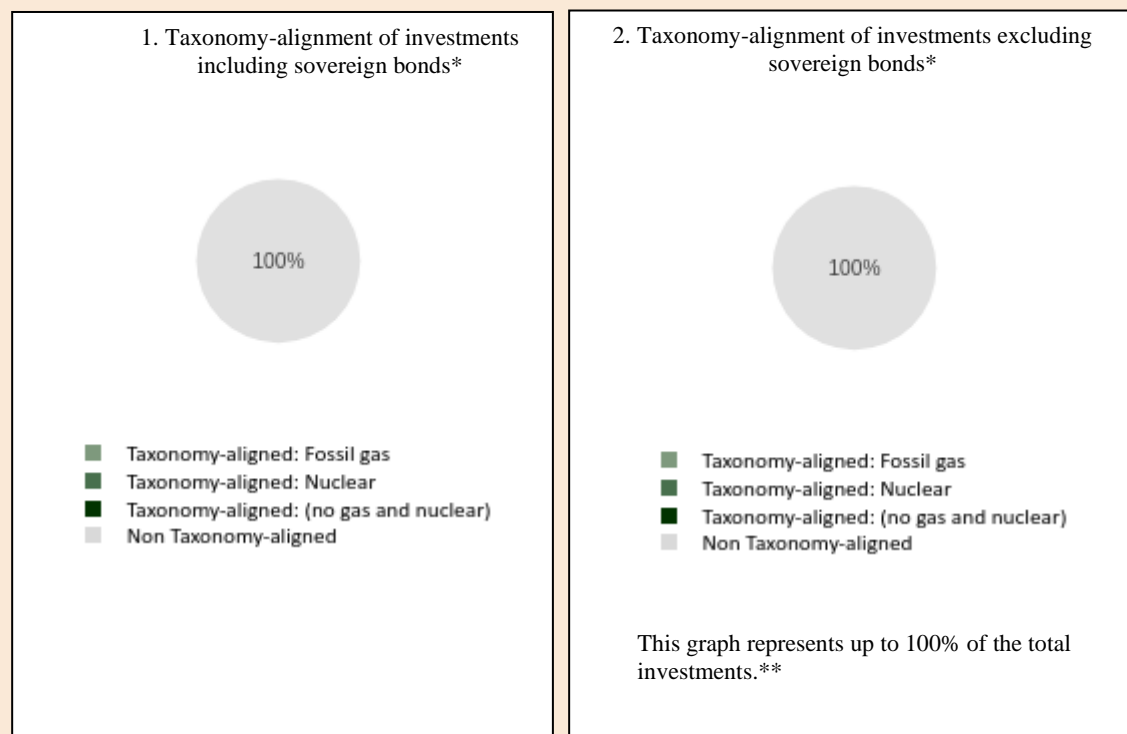 1. Taxonomy-alignment of investments
including sovereign bonds*
100%
Taxonomy-aligned: Fossil gas
Taxonomy-aligned: Nuclear
Taxonomy-aligned: (no gas and nuclear)
Non Taxonomy-aligned
2. Taxonomy-alignment of investments excluding
sovereign bonds*
100%
Taxonomy-aligned: Fossil gas
Taxonomy-aligned: Nuclear
Taxonomy-aligned: (no gas and nuclear)
Non Taxonomy-aligned
This graph represents up to 100% of the total
investments.**